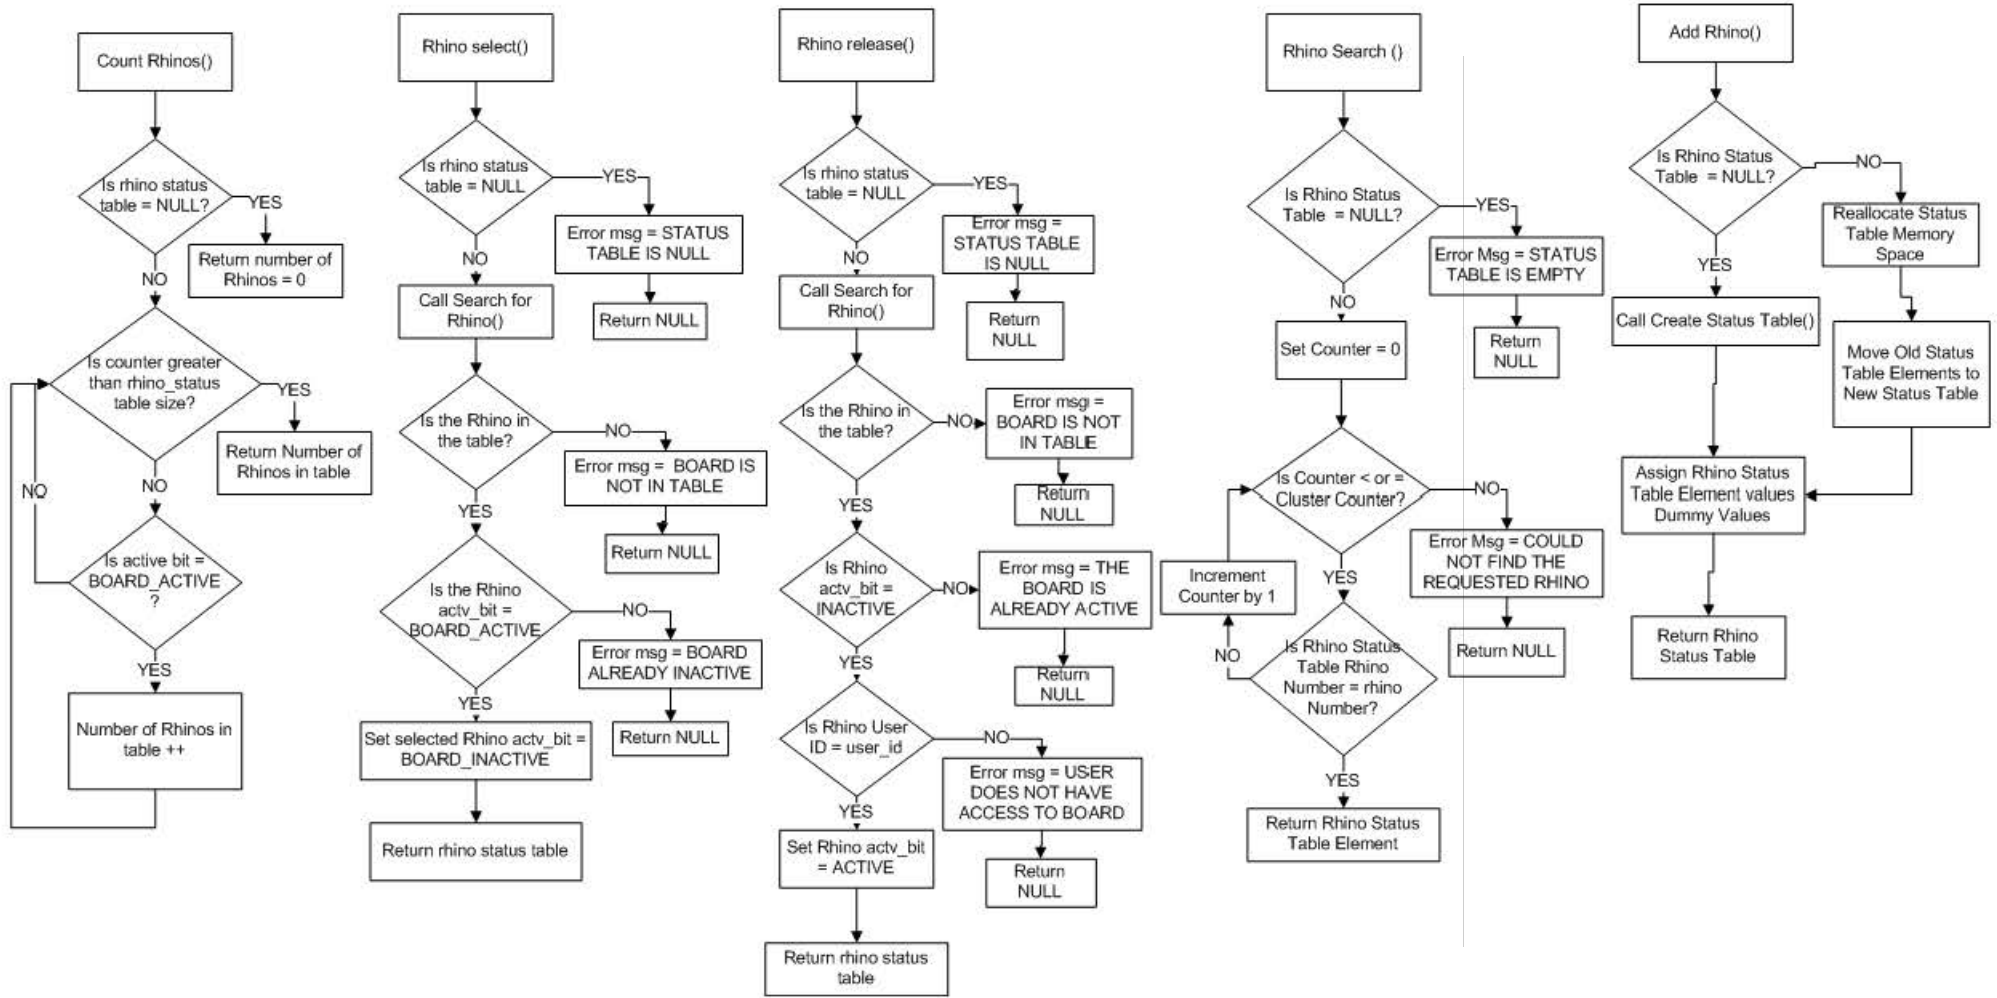 Count Rhinos()
Is rhino status
table = NULL?
YES
Return number of
Rhinos = 0
NO
Is counter greater
than rhino_status
table size?
YES
Return Number of
Rhinos in table
NO
NO
Is active bit =
BOARD_ACTIVE
?
YES
Number of Rhinos in
table ++
Rhino select()
Is rhino status
table = NULL
YES
Error msg = STATUS
TABLE IS NULL
Return NULL
NO
Call Search for
Rhino()
Is the Rhino in
the table?
NO
Error msg = BOARD IS
NOT IN TABLE
Return NULL
YES
Is the Rhino
actv_bit =
BOARD_ACTIVE
NO
Error msg = BOARD
ALREADY INACTIVE
Return NULL
YES
Set selected Rhino actv_bit =
BOARD_INACTIVE
Return rhino status table
Rhino release()
Is rhino status
table = NULL
YES
Error msg =
STATUS TABLE
IS NULL
Return
NULL
NO
Call Search for
Rhino()
Is the Rhino in
the table?
NO
Error msg =
BOARD IS NOT
IN TABLE
Return
NULL
YES
Is Rhino
actv_bit =
INACTIVE
NO
Error msg = THE
BOARD IS
ALREADY ACTIVE
Return
NULL
YES
Is Rhino User
ID = user_id
NO
Error msg = USER
DOES NOT HAVE
ACCESS TO BOARD
Return
NULL
YES
Set Rhino actv_bit
= ACTIVE
Return rhino status
table
Rhino Search ()
Is Rhino Status
Table = NULL?
YES
Error Msg = STATUS
TABLE IS EMPTY
Return
NULL
NO
Set Counter = 0
Is Counter < or =
Cluster Counter?
NO
Error Msg = COULD
NOT FIND THE
REQUESTED RHINO
Return NULL
YES
Increment
Counter by 1
NO
Is Rhino Status
Table Rhino
Number = rhino
Number?
YES
Return Rhino Status
Table Element
Add Rhino()
Is Rhino Status
Table = NULL?
NO
Reallocate Status
Table Memory
Space
YES
Call Create Status Table()
Move Old Status
Table Elements to
New Status Table
Assign Rhino Status
Table Element values
Dummy Values
Return Rhino
Status Table